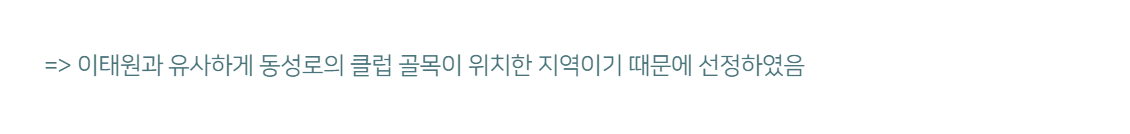 => 이태원과 유사하게 동성로의 클럽 골목이 위치한 지역이기 때문에 선정하였음